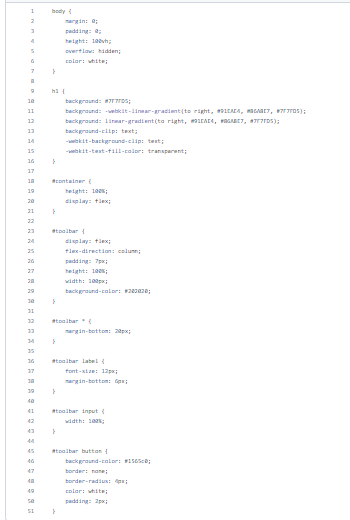 1 body {
2 margin: 0;
3 padding: 0;
4 height: 100vh;
5 overflow: hidden;
6 color: white;
7 }
8
9 h1 {
10 background: #7F7FD5;
11 background: -webkit-linear-gradient(to right, #91EAE4, #86A8E7, #7F7FD5);
12 background: linear-gradient(to right, #91EAE4, #86A8E7, #7F7FD5);
13 background-clip: text;
14 -webkit-background-clip: text;
15 -webkit-text-fill-color: transparent;
16 }
17
18 #container {
19 height: 100%;
20 display: flex;
21 }
22
23 #toolbar {
24 display: flex;
25 flex-direction: column;
26 padding: 7px;
27 height: 100%;
28 width: 100px;
29 background-color: #202020;
30 }
31
32 #toolbar * {
33 margin-bottom: 20px;
34 }
35
36 #toolbar label {
37 font-size: 12px;
38 margin-bottom: 6px;
39 }
40
41 #toolbar input {
42 width: 100%;
43 }
44
45 #toolbar button {
46 background-color: #1565c0;
47 border: none;
48 border-radius: 4px;
49 color: white;
50 padding: 2px;
51 }